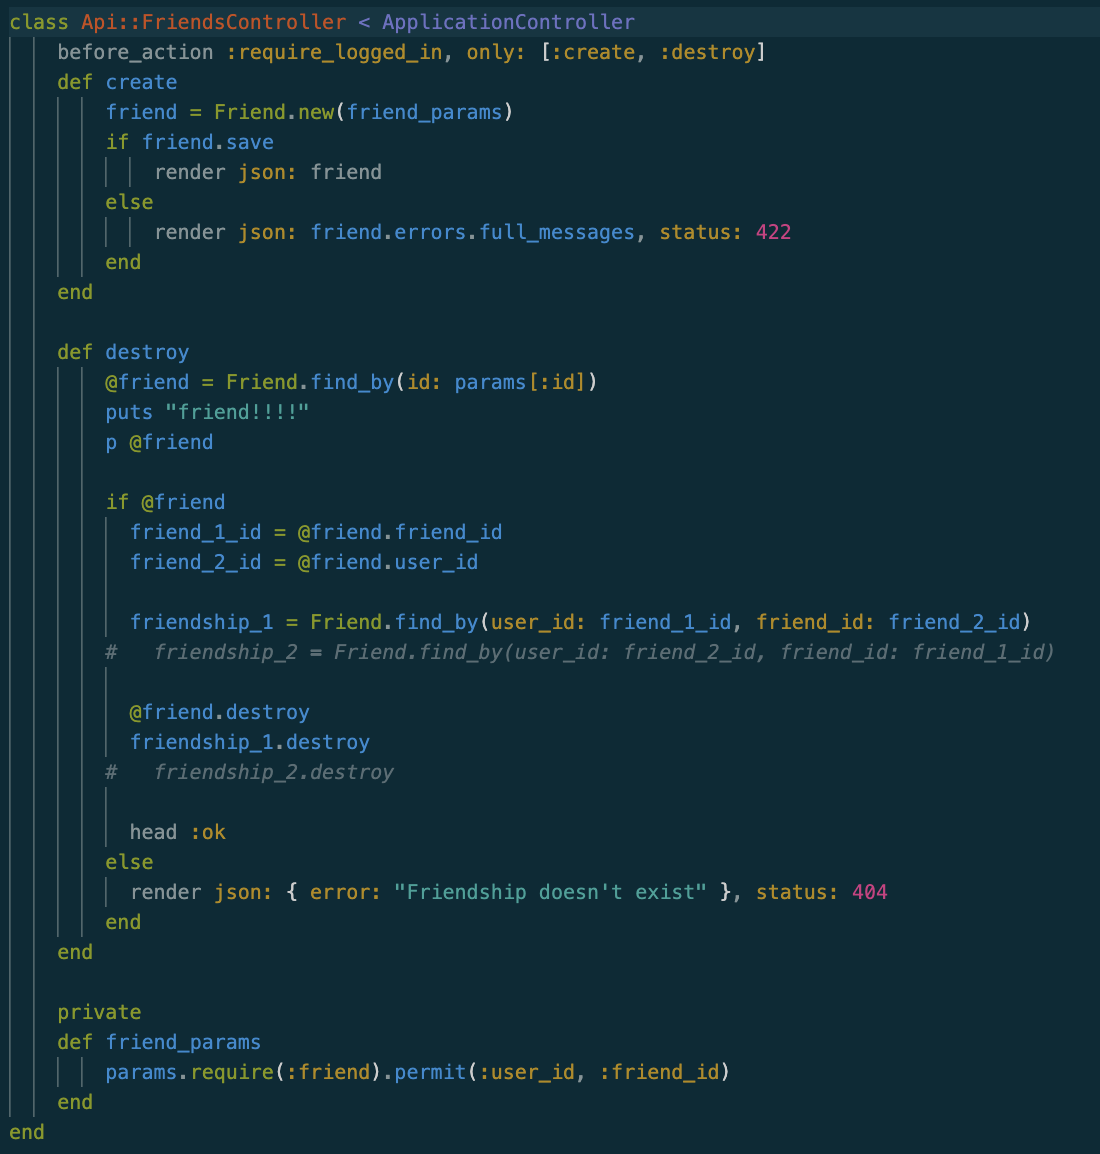 class Api::FriendsController < ApplicationController
    before_action :require_logged_in, only: [:create, :destroy]
    def create
        friend = Friend.new(friend_params)
        if friend.save
            render json: friend
        else
            render json: friend.errors.full_messages, status: 422
        end
    end

    def destroy
        @friend = Friend.find_by(id: params[:id])
        puts "friend!!!!"
        p @friend

        if @friend
          friend_1_id = @friend.friend_id
          friend_2_id = @friend.user_id

          friendship_1 = Friend.find_by(user_id: friend_1_id, friend_id: friend_2_id)
        #   friendship_2 = Friend.find_by(user_id: friend_2_id, friend_id: friend_1_id)

          @friend.destroy
          friendship_1.destroy
        #   friendship_2.destroy

          head :ok
        else
          render json: { error: "Friendship doesn't exist" }, status: 404
        end
    end

    private
    def friend_params
        params.require(:friend).permit(:user_id, :friend_id)
    end
end